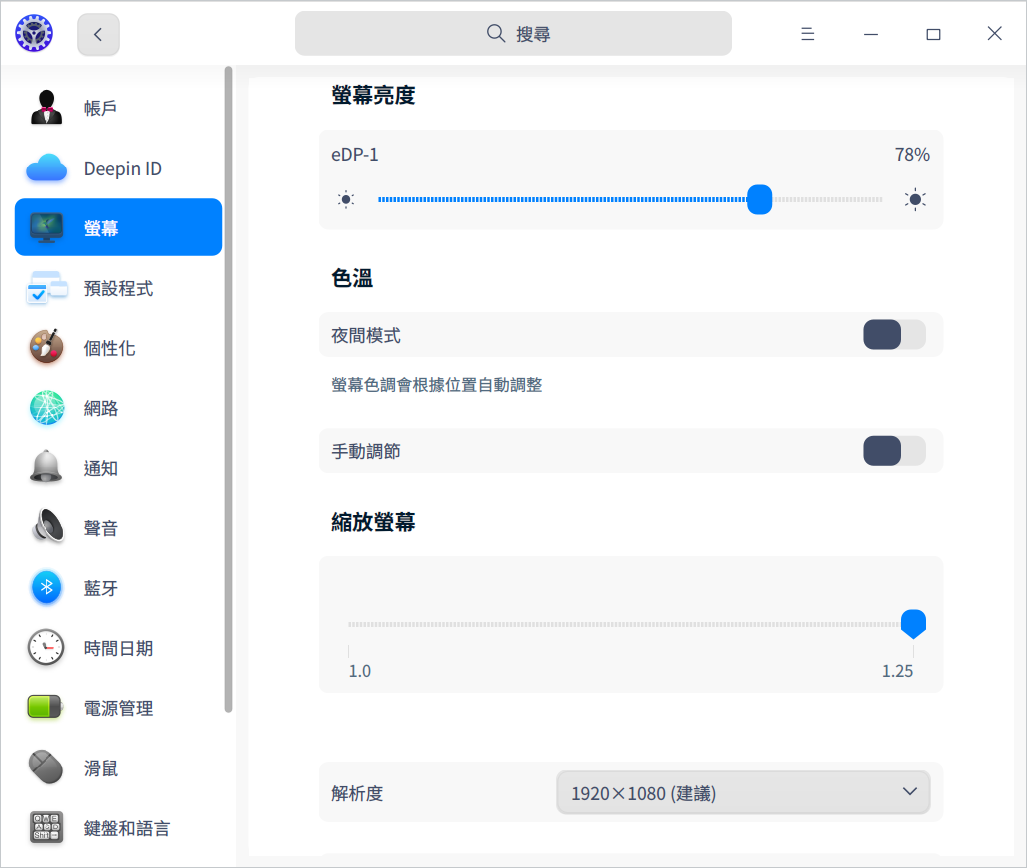 搜尋
帳戶
Deepin ID
螢幕
預設程式
個性化
網路
通知
聲音
藍牙
時間日期
電源管理
滑鼠
鍵盤和語言
螢幕亮度
eDP-1
78%
色溫
夜間模式
螢幕色調會根據位置自動調整
手動調節
縮放螢幕
1.0
1.25
解析度
1920×1080 (建議)